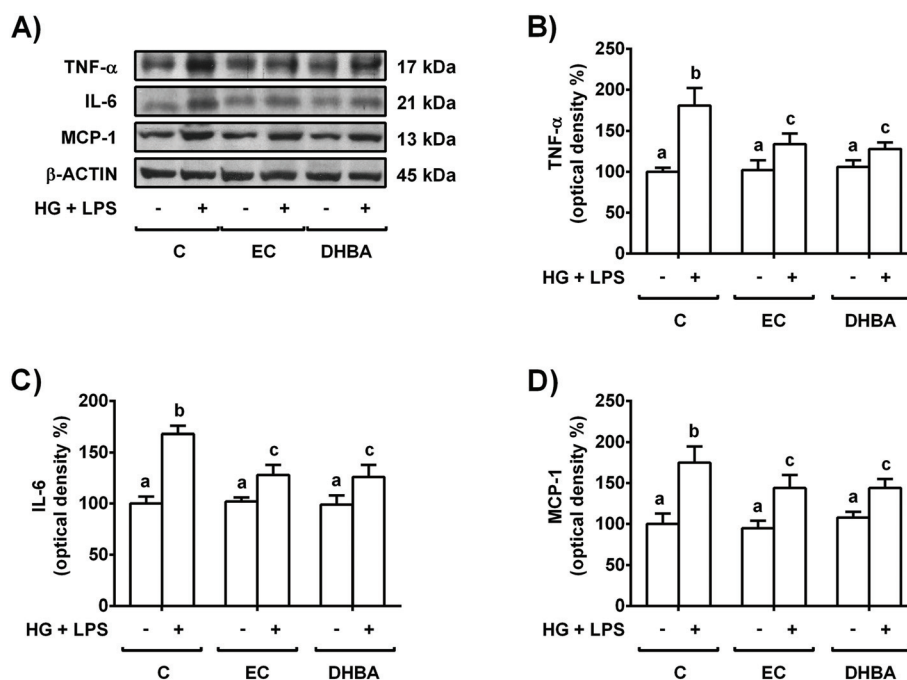 A)
TNF-α 17 kDa
IL-6 21 kDa
MCP-1 13 kDa
β-ACTIN 45 kDa
HG + LPS - + - + - +
C EC DHBA
B)
TNF-α
(optical density %)
250
200
150
100
50
0
a b a c a c
HG + LPS - + - + - +
C EC DHBA
C)
IL-6
(optical density %)
200
150
100
50
0
a b a c a c
HG + LPS - + - + - +
C EC DHBA
D)
MCP-1
(optical density %)
250
200
150
100
50
0
a b a c a c
HG + LPS - + - + - +
C EC DHBA